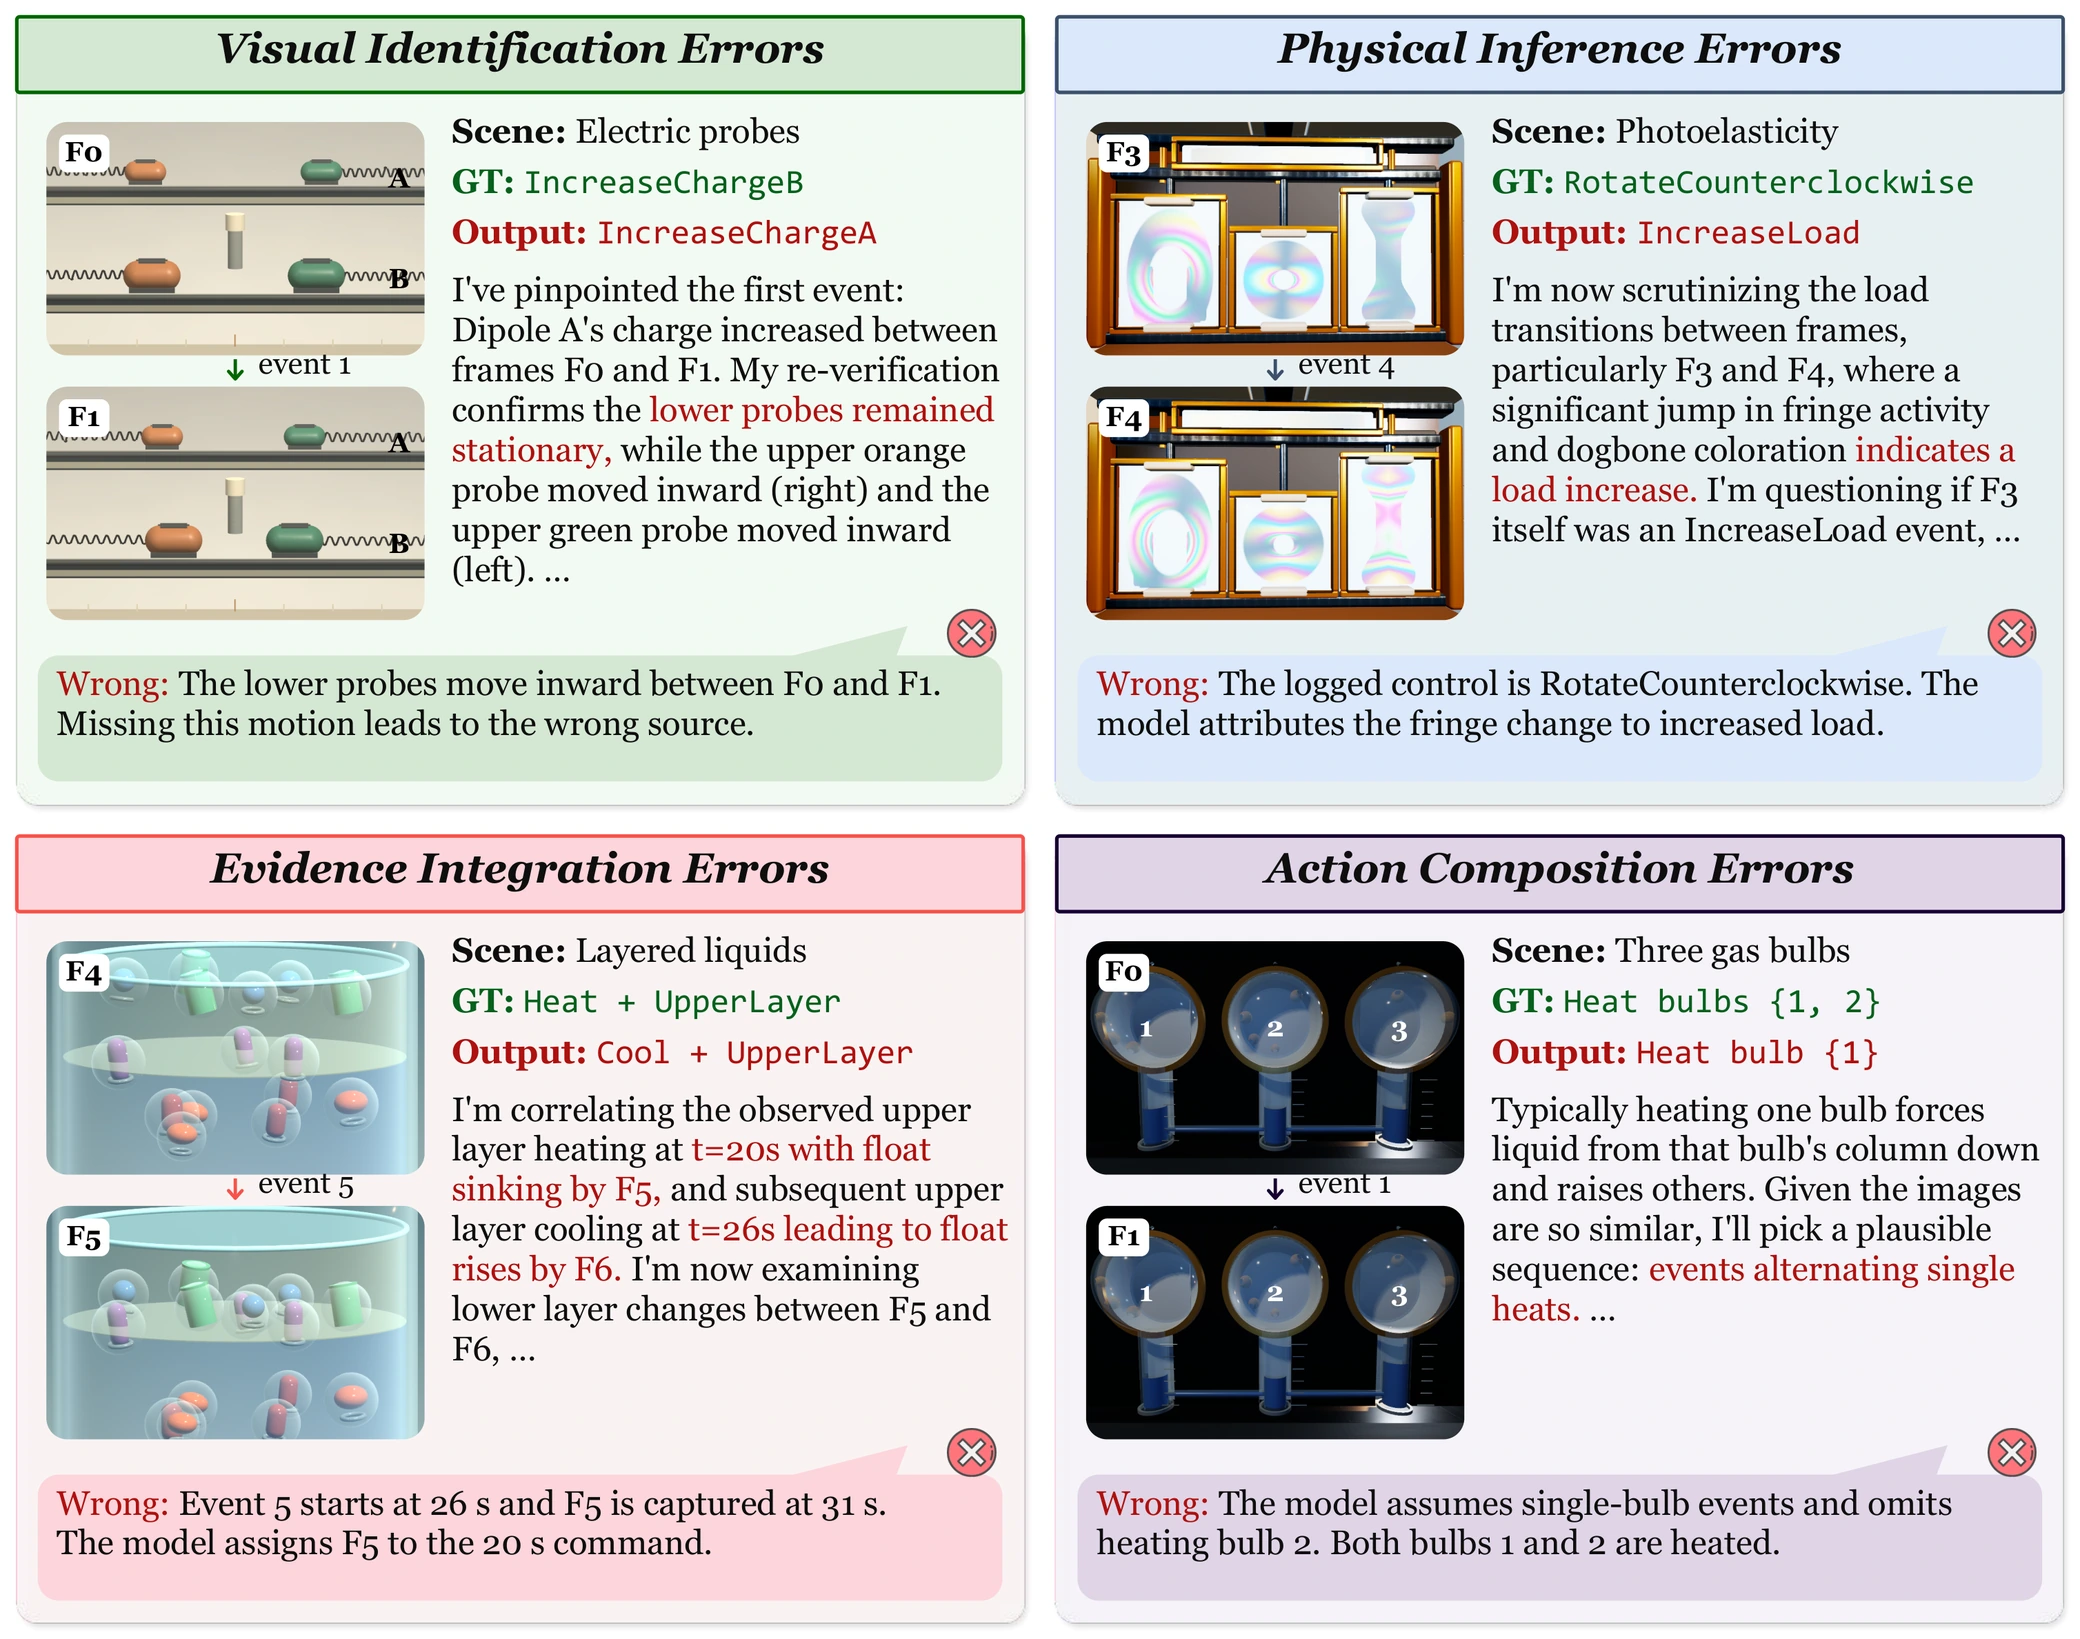 Visual Identification Errors
F0
A
B
event 1
F1
A
B
Scene: Electric probes
GT: IncreaseChargeB
Output: IncreaseChargeA
I've pinpointed the first event:
Dipole A's charge increased between
frames F0 and F1. My re-verification
confirms the lower probes remained
stationary, while the upper orange
probe moved inward (right) and the
upper green probe moved inward
(left). ...
Wrong: The lower probes move inward between F0 and F1.
Missing this motion leads to the wrong source.
Physical Inference Errors
F3
event 4
F4
Scene: Photoelasticity
GT: RotateCounterclockwise
Output: IncreaseLoad
I'm now scrutinizing the load
transitions between frames,
particularly F3 and F4, where a
significant jump in fringe activity
and dogbone coloration indicates a
load increase. I'm questioning if F3
itself was an IncreaseLoad event, ...
Wrong: The logged control is RotateCounterclockwise. The
model attributes the fringe change to increased load.
Evidence Integration Errors
F4
event 5
F5
Scene: Layered liquids
GT: Heat + UpperLayer
Output: Cool + UpperLayer
I'm correlating the observed upper
layer heating at t=20s with float
sinking by F5, and subsequent upper
layer cooling at t=26s leading to float
rises by F6. I'm now examining
lower layer changes between F5 and
F6, ...
Wrong: Event 5 starts at 26 s and F5 is captured at 31 s.
The model assigns F5 to the 20 s command.
Action Composition Errors
F0
1
2
3
event 1
F1
1
2
3
Scene: Three gas bulbs
GT: Heat bulbs {1, 2}
Output: Heat bulb {1}
Typically heating one bulb forces
liquid from that bulb's column down
and raises others. Given the images
are so similar, I'll pick a plausible
sequence: events alternating single
heats. ...
Wrong: The model assumes single-bulb events and omits
heating bulb 2. Both bulbs 1 and 2 are heated.